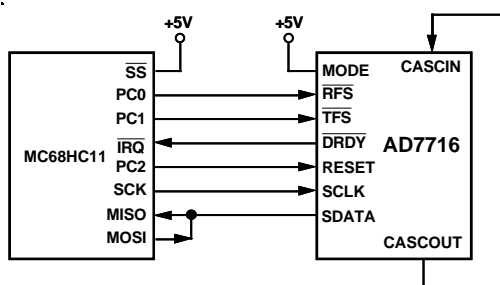 +5V
+5V
SS
PC0
PC1
IRQ
PC2
SCK
MISO
MOSI
MC68HC11
MODE
RFS
TFS
DRDY
RESET
SCLK
SDATA
CASCIN
AD7716
CASCOUT